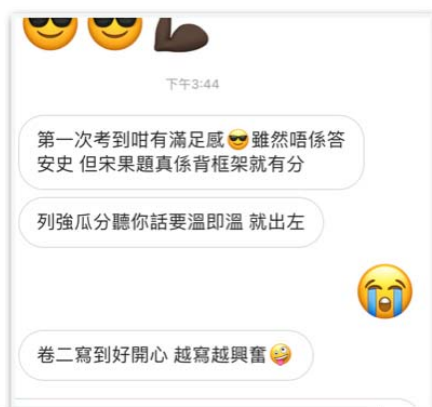 😎😎💪🏿
下午3:44
第一次考到咁有滿足感😎雖然唔係答
安史 但宋果題真係背框架就有分
列強瓜分聽你話要溫即溫 就出左
😭
卷二寫到好開心 越寫越興奮🤪